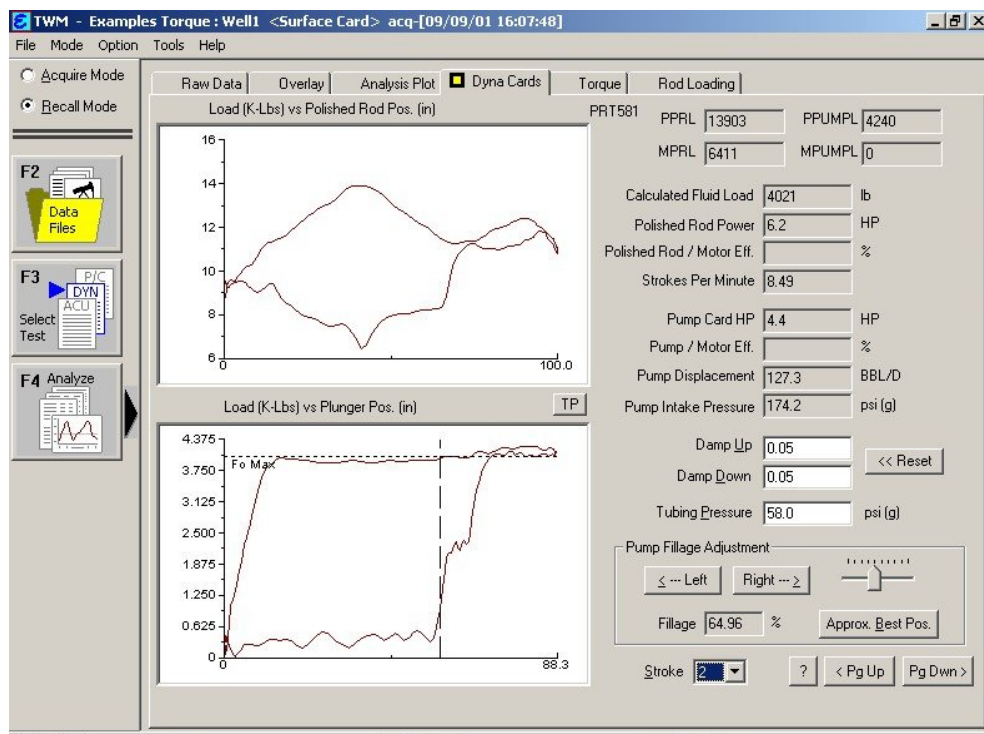 TWM - Examples Torque : Well1 <Surface Card> acq-[09/09/01 16:07:48]
File Mode Option Tools Help
Acquire Mode
Recall Mode
F2
Data
Files
F3
P/C
DYN
ACU
Select
Test
F4 Analyze
Raw Data Overlay Analysis Plot Dyna Cards Torque Rod Loading
Load (K-Lbs) vs Polished Rod Pos. (in)
16
14
12
10
8
6
0 100.0
Load (K-Lbs) vs Plunger Pos. (in) TP
4.375
Fo Max
3.750
3.125
2.500
1.875
1.250
0.625
0
0 88.3
PRT581 PPRL 13903 PPUMPL 4240
MPRL 6411 MPUMPL 0
Calculated Fluid Load 4021 lb
Polished Rod Power 6.2 HP
Polished Rod / Motor Eff. %
Strokes Per Minute 8.49
Pump Card HP 4.4 HP
Pump / Motor Eff. %
Pump Displacement 127.3 BBL/D
Pump Intake Pressure 174.2 psi (g)
Damp Up 0.05
<< Reset
Damp Down 0.05
Tubing Pressure 58.0 psi (g)
Pump Fillage Adjustment
< --- Left Right --- >
Fillage 64.96 % Approx. Best Pos.
Stroke 2 ? < Pg Up Pg Dwn >